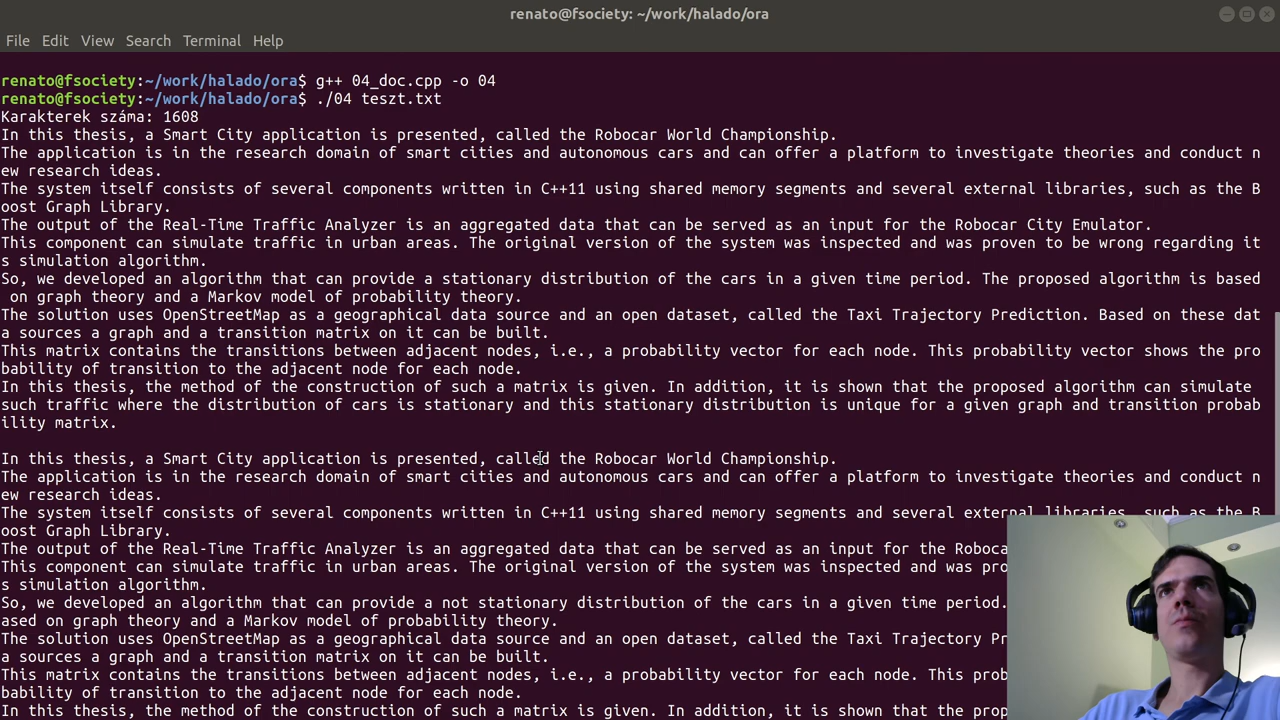 renato@fsociety: ~/work/halado/ora
File Edit View Search Terminal Help
renato@fsociety:~/work/halado/ora$ g++ 04_doc.cpp -o 04
renato@fsociety:~/work/halado/ora$ ./04 teszt.txt
Karakterek száma: 1608
In this thesis, a Smart City application is presented, called the Robocar World Championship.
The application is in the research domain of smart cities and autonomous cars and can offer a platform to investigate theories and conduct n
ew research ideas.
The system itself consists of several components written in C++11 using shared memory segments and several external libraries, such as the B
oost Graph Library.
The output of the Real-Time Traffic Analyzer is an aggregated data that can be served as an input for the Robocar City Emulator.
This component can simulate traffic in urban areas. The original version of the system was inspected and was proven to be wrong regarding it
s simulation algorithm.
So, we developed an algorithm that can provide a stationary distribution of the cars in a given time period. The proposed algorithm is based
 on graph theory and a Markov model of probability theory.
The solution uses OpenStreetMap as a geographical data source and an open dataset, called the Taxi Trajectory Prediction. Based on these dat
a sources a graph and a transition matrix on it can be built.
This matrix contains the transitions between adjacent nodes, i.e., a probability vector for each node. This probability vector shows the pro
bability of transition to the adjacent node for each node.
In this thesis, the method of the construction of such a matrix is given. In addition, it is shown that the proposed algorithm can simulate
such traffic where the distribution of cars is stationary and this stationary distribution is unique for a given graph and transition probab
ility matrix.
In this thesis, a Smart City application is presented, called the Robocar World Championship.
The application is in the research domain of smart cities and autonomous cars and can offer a platform to investigate theories and conduct n
ew research ideas.
The system itself consists of several components written in C++11 using shared memory segments and several external libraries, such as the B
oost Graph Library.
The output of the Real-Time Traffic Analyzer is an aggregated data that can be served as an input for the Roboca
This component can simulate traffic in urban areas. The original version of the system was inspected and was pro
s simulation algorithm.
So, we developed an algorithm that can provide a not stationary distribution of the cars in a given time period.
ased on graph theory and a Markov model of probability theory.
The solution uses OpenStreetMap as a geographical data source and an open dataset, called the Taxi Trajectory Pr
a sources a graph and a transition matrix on it can be built.
This matrix contains the transitions between adjacent nodes, i.e., a probability vector for each node. This prob
bability of transition to the adjacent node for each node.
In this thesis, the method of the construction of such a matrix is given. In addition, it is shown that the prop